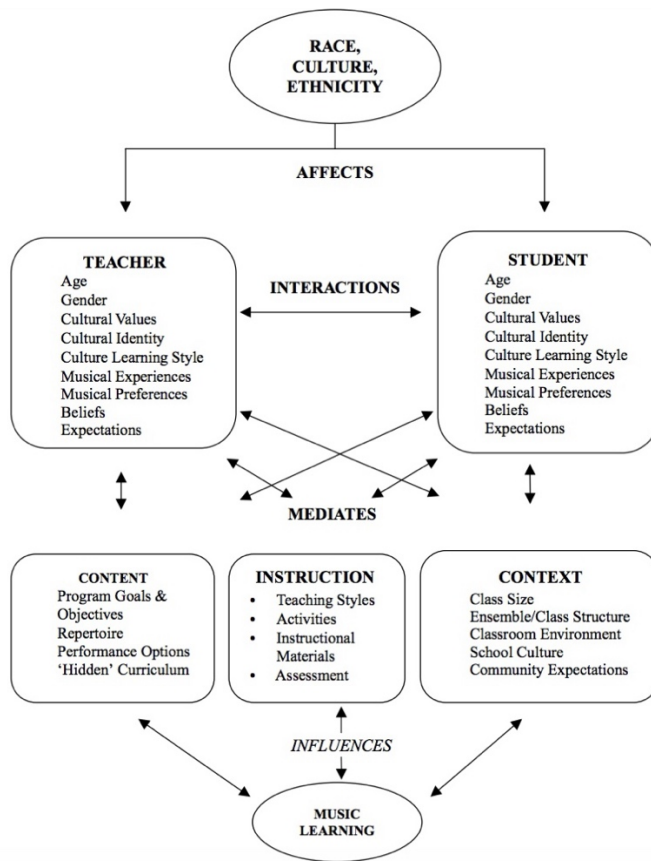 RACE,
CULTURE,
ETHNICITY
AFFECTS
TEACHER
Age
Gender
Cultural Values
Cultural Identity
Culture Learning Style
Musical Experiences
Musical Preferences
Beliefs
Expectations
INTERACTIONS
STUDENT
Age
Gender
Cultural Values
Cultural Identity
Culture Learning Style
Musical Experiences
Musical Preferences
Beliefs
Expectations
MEDIATES
CONTENT
Program Goals &
Objectives
Repertoire
Performance Options
‘Hidden’ Curriculum
INSTRUCTION
• Teaching Styles
• Activities
• Instructional
Materials
• Assessment
CONTEXT
Class Size
Ensemble/Class Structure
Classroom Environment
School Culture
Community Expectations
INFLUENCES
MUSIC
LEARNING